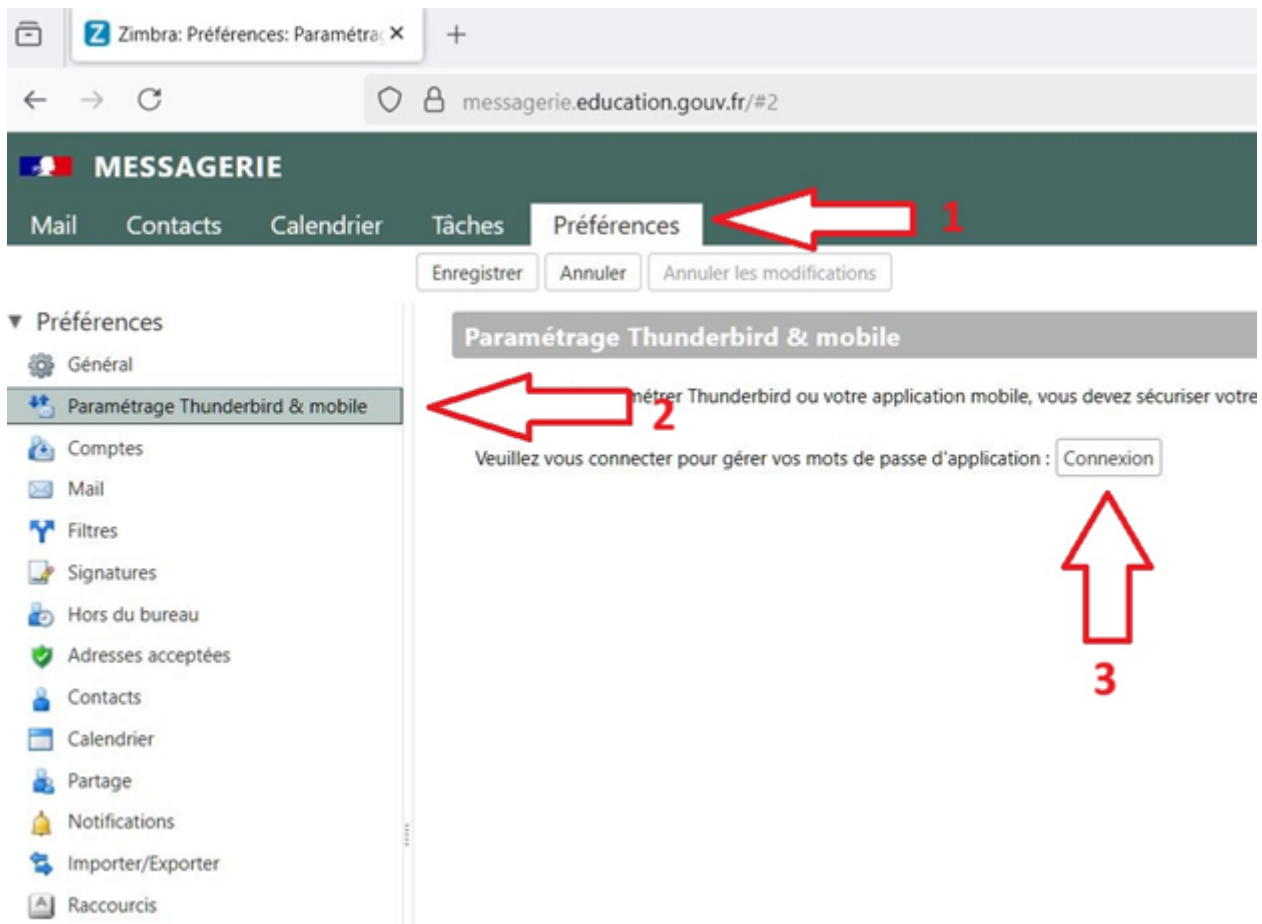 Zimbra: Préférences: Paramétrag
messagerie.education.gouv.fr/#2
MESSAGERIE
Mail Contacts Calendrier Tâches Préférences 1
Enregistrer Annuler Annuler les modifications
Préférences
Général
Paramétrage Thunderbird & mobile
Comptes
Mail
Filtres
Signatures
Hors du bureau
Adresses acceptées
Contacts
Calendrier
Partage
Notifications
Importer/Exporter
Raccourcis
Paramétrage Thunderbird & mobile
Thunderbird ou votre application mobile, vous devez sécuriser votre
2
Veuillez vous connecter pour gérer vos mots de passe d'application : Connexion
3